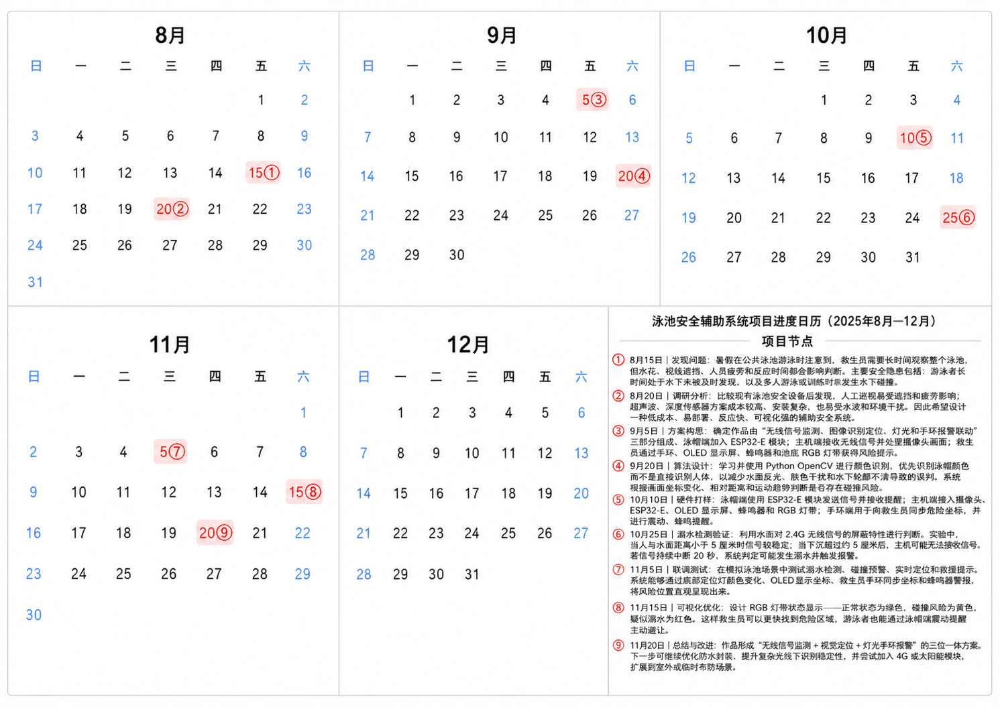 8月
日 一 二 三 四 五 六
1 2
3 4 5 6 7 8 9
10 11 12 13 14 15① 16
17 18 19 20② 21 22 23
24 25 26 27 28 29 30
31
9月
日 一 二 三 四 五 六
1 2 3 4 5③ 6
7 8 9 10 11 12 13
14 15 16 17 18 19 20④
21 22 23 24 25 26 27
28 29 30
10月
日 一 二 三 四 五 六
1 2 3 4
5 6 7 8 9 10⑤ 11
12 13 14 15 16 17 18
19 20 21 22 23 24 25⑥
26 27 28 29 30 31
11月
日 一 二 三 四 五 六
1
2 3 4 5⑦ 6 7 8
9 10 11 12 13 14 15⑧
16 17 18 19 20⑨ 21 22
23 24 25 26 27 28 29
30
12月
日 一 二 三 四 五 六
1 2 3 4 5 6
7 8 9 10 11 12 13
14 15 16 17 18 19 20
21 22 23 24 25 26 27
28 29 30 31
泳池安全辅助系统项目进度日历（2025年8月—12月）
项目节点
① 8月15日｜发现问题：暑假在公共泳池游泳时注意到，救生员需要长时间观察整个泳池，
但水花、视线遮挡、人员疲劳和反应时间都会影响判断。主要安全隐患包括：游泳者长
时间处于水下未被及时发现，以及多人游泳或训练时发生水下碰撞。
② 8月20日｜调研分析：比较现有泳池安全设备后发现，人工巡视易受遮挡和疲劳影响；
超声波、深度传感器方案成本较高、安装复杂，也易受水波和环境干扰。因此希望设计
一种低成本、易部署、反应快、可视化强的辅助安全系统。
③ 9月5日｜方案构思：确定作品由“无线信号监测、图像识别定位、灯光和手环报警联动”
三部分组成、泳帽端加入 ESP32-E 模块；主机端接收无线信号并处理摄像头画面；救生
员通过手环、OLED 显示屏、蜂鸣器和池底 RGB 灯带获得风险提示。
④ 9月20日｜算法设计：学习并使用 Python OpenCV 进行颜色识别，优先识别泳帽颜色
而不是直接识别人体，以减少水面反光、肤色干扰和水下轮廓不清导致的误判。系统
根据画面坐标变化、相对距离和运动趋势判断是否存在碰撞风险。
⑤ 10月10日｜硬件打样：泳帽端使用 ESP32-E 模块发送信号并接收提醒；主机端接入摄像头、
ESP32-E、OLED 显示屏、蜂鸣器和 RGB 灯带；手环端用于向救生员同步危险坐标，并
进行震动、蜂鸣提醒。
⑥ 10月25日｜溺水检测验证：利用水面对 2.4G 无线信号的屏蔽特性进行判断。实验中，
当人与水面距离小于 5 厘米时信号较稳定；当下沉超过约 5 厘米后，主机可能无法接收信号。
若信号持续中断 20 秒，系统判定可能发生溺水并触发报警。
⑦ 11月5日｜联调测试：在模拟泳池场景中测试溺水检测、碰撞预警、实时定位和救援提示。
系统能够通过底部定位灯颜色变化、OLED显示坐标、救生员手环同步坐标和蜂鸣器警报，
将风险位置直观呈现出来。
⑧ 11月15日｜可视化优化：设计 RGB 灯带状态显示——正常状态为绿色，碰撞风险为黄色，
疑似溺水为红色。这样救生员可以更快找到危险区域，游泳者也能通过泳帽端震动提醒
主动避让。
⑨ 11月20日｜总结与改进：作品形成“无线信号监测 + 视觉定位 + 灯光手环报警”的三位一体方案。
下一步可继续优化防水封装、提升复杂光线下识别稳定性，并尝试加入 4G 或太阳能模块，
扩展到室外或临时布防场景。